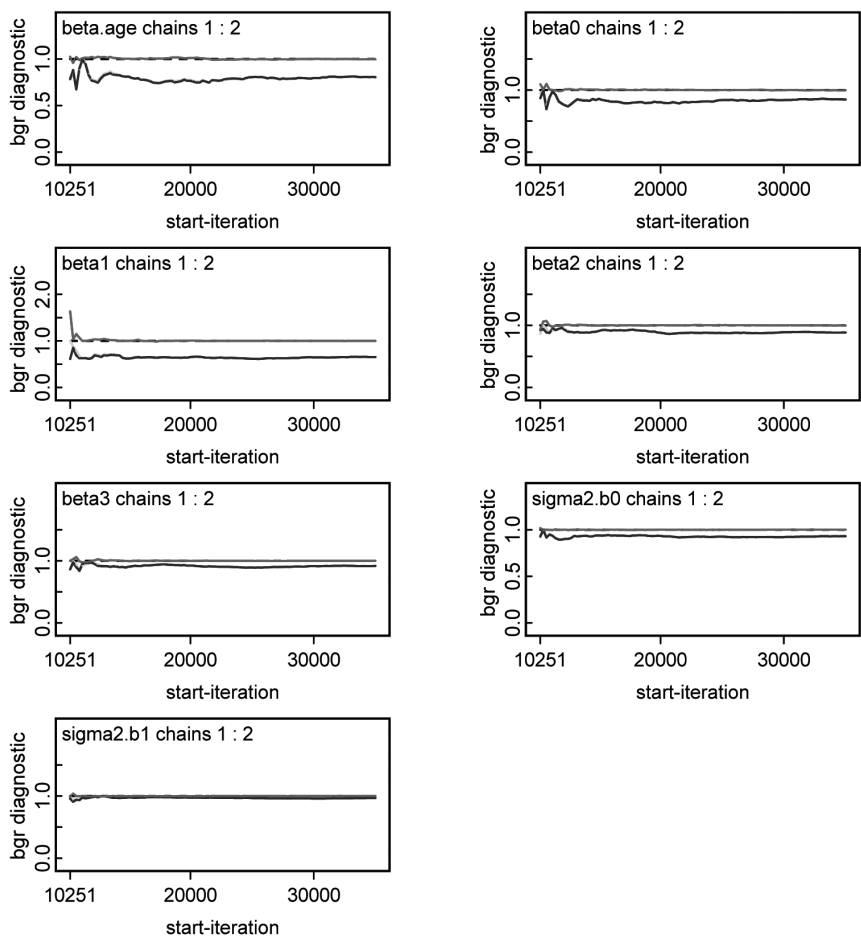 beta.age chains 1 : 2
bgr diagnostic
1.0
0.5
0.0
10251 20000 30000
start-iteration
beta0 chains 1 : 2
bgr diagnostic
1.0
0.0
10251 20000 30000
start-iteration
beta1 chains 1 : 2
bgr diagnostic
2.0
1.0
0.0
10251 20000 30000
start-iteration
beta2 chains 1 : 2
bgr diagnostic
1.0
0.0
10251 20000 30000
start-iteration
beta3 chains 1 : 2
bgr diagnostic
1.0
0.0
10251 20000 30000
start-iteration
sigma2.b0 chains 1 : 2
bgr diagnostic
1.0
0.5
0.0
10251 20000 30000
start-iteration
sigma2.b1 chains 1 : 2
bgr diagnostic
1.0
0.0
10251 20000 30000
start-iteration